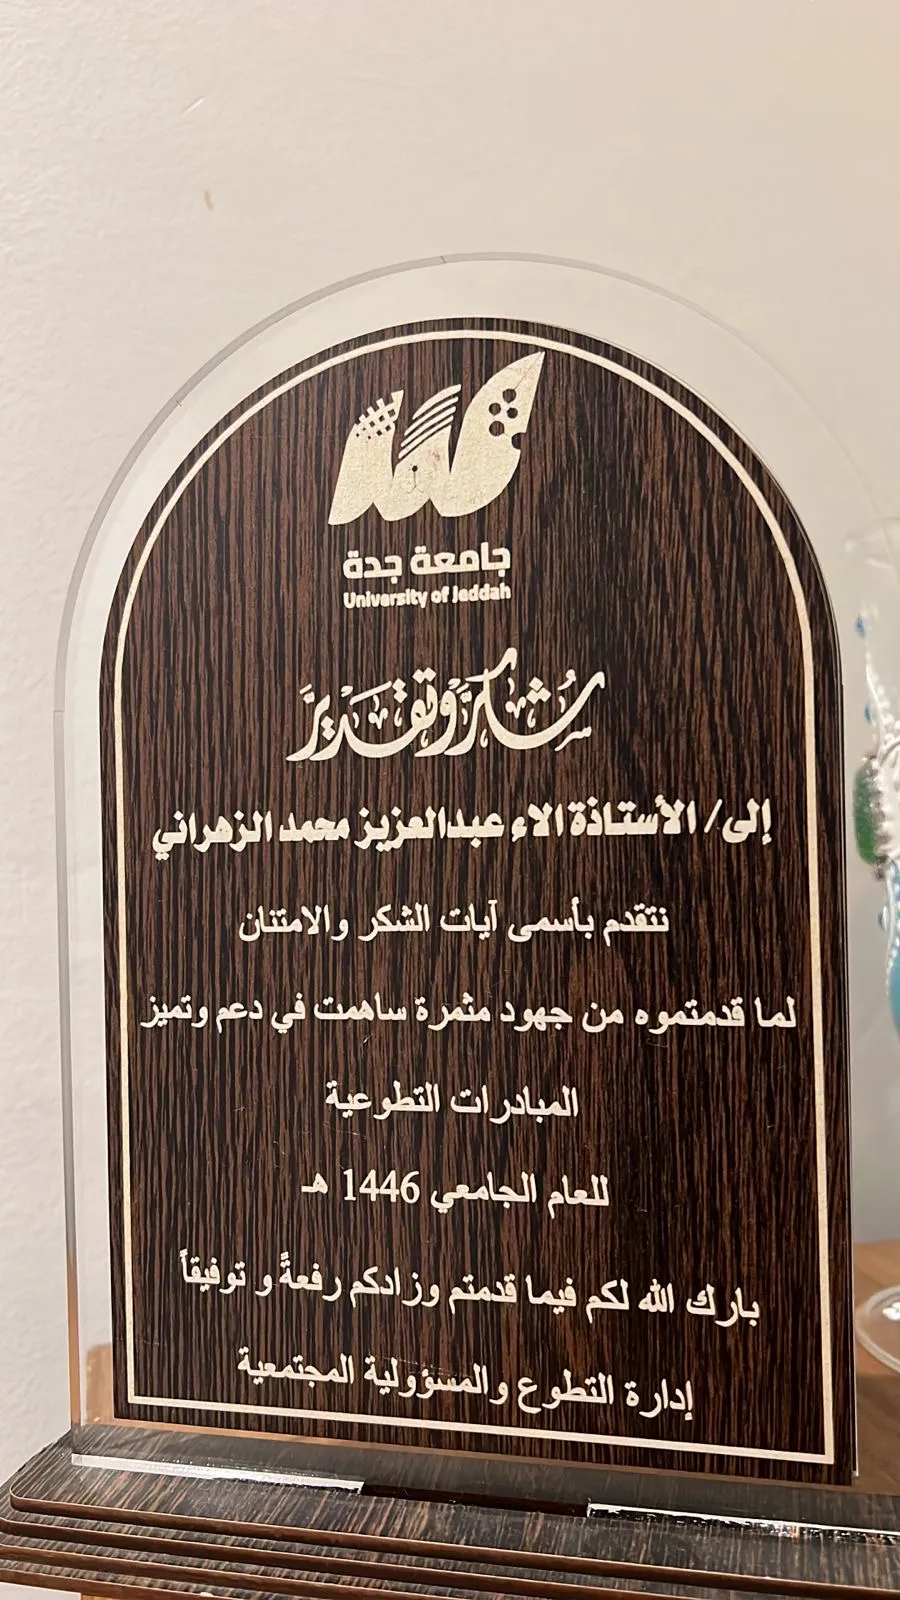 جامعة جدة
University of Jeddah
شكر وتقدير
إلى/ الأستاذة الاء عبدالعزيز محمد الزهراني
نتقدم بأسمى آيات الشكر والامتنان
لما قدمتموه من جهود مثمرة ساهمت في دعم وتميز
المبادرات التطوعية
للعام الجامعي 1446 هـ
بارك الله لكم فيما قدمتم وزادكم رفعةً و توفيقاً
إدارة التطوع والمسؤولية المجتمعية